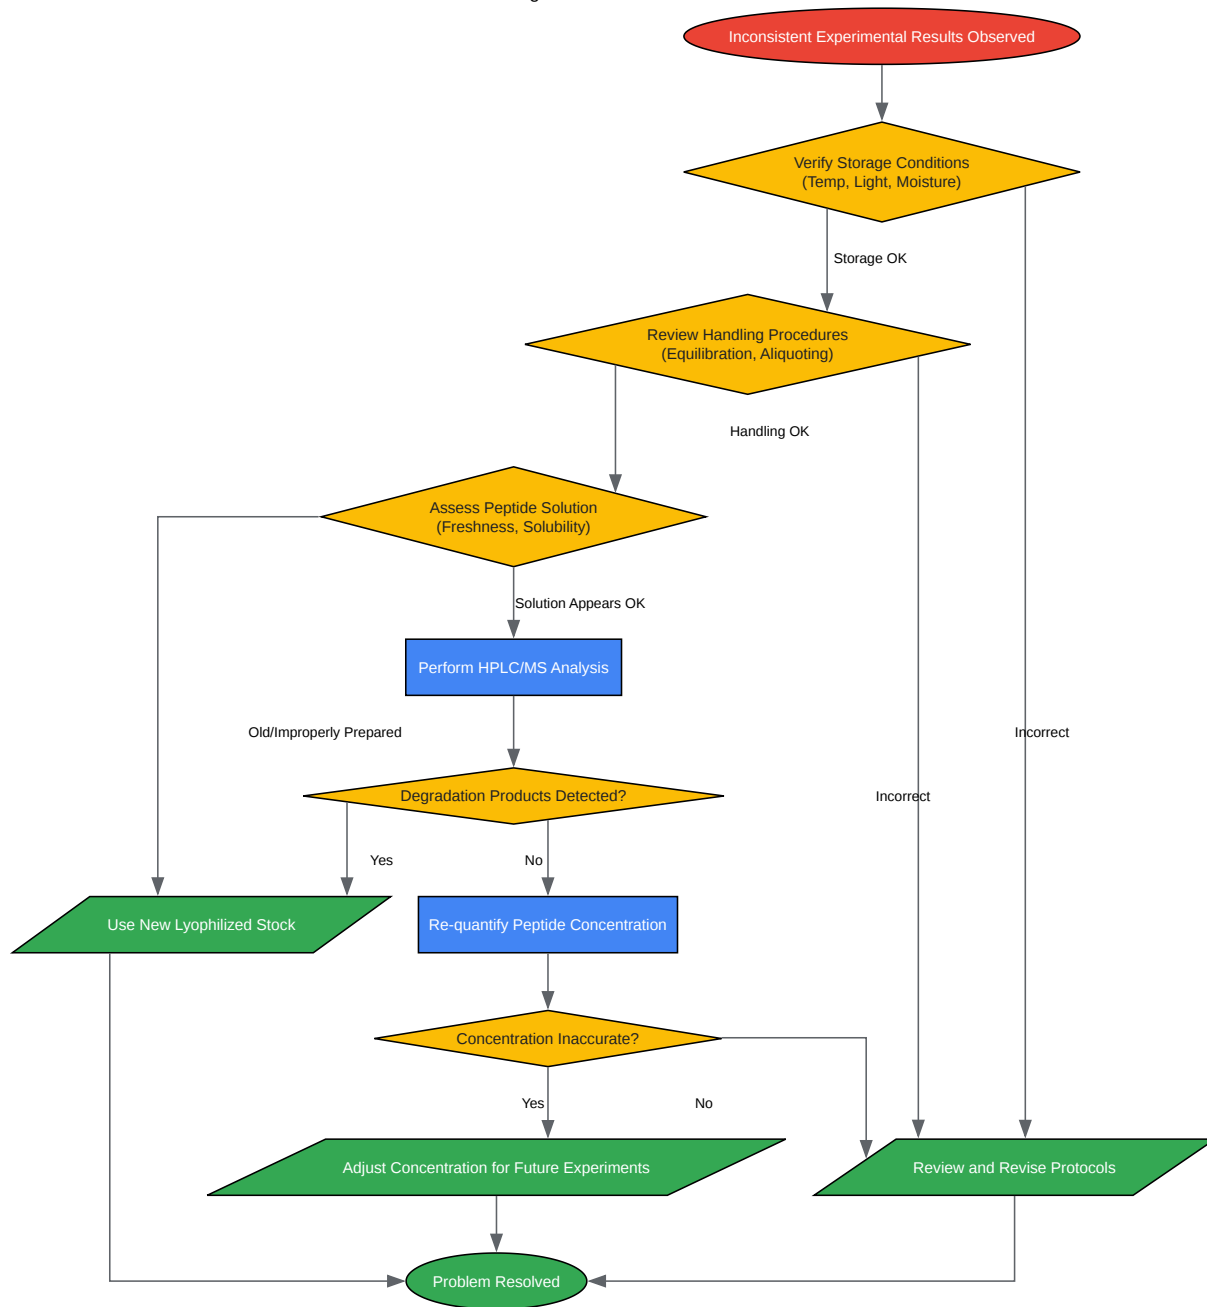 Inconsistent Experimental Results Observed
Verify Storage Conditions
(Temp, Light, Moisture)
Storage OK
Review Handling Procedures
(Equilibration, Aliquoting)
Handling OK
Assess Peptide Solution
(Freshness, Solubility)
Solution Appears OK
Perform HPLC/MS Analysis
Old/Improperly Prepared
Incorrect
Degradation Products Detected?
Incorrect
Yes
No
Use New Lyophilized Stock
Re-quantify Peptide Concentration
Concentration Inaccurate?
Yes
No
Adjust Concentration for Future Experiments
Review and Revise Protocols
Problem Resolved